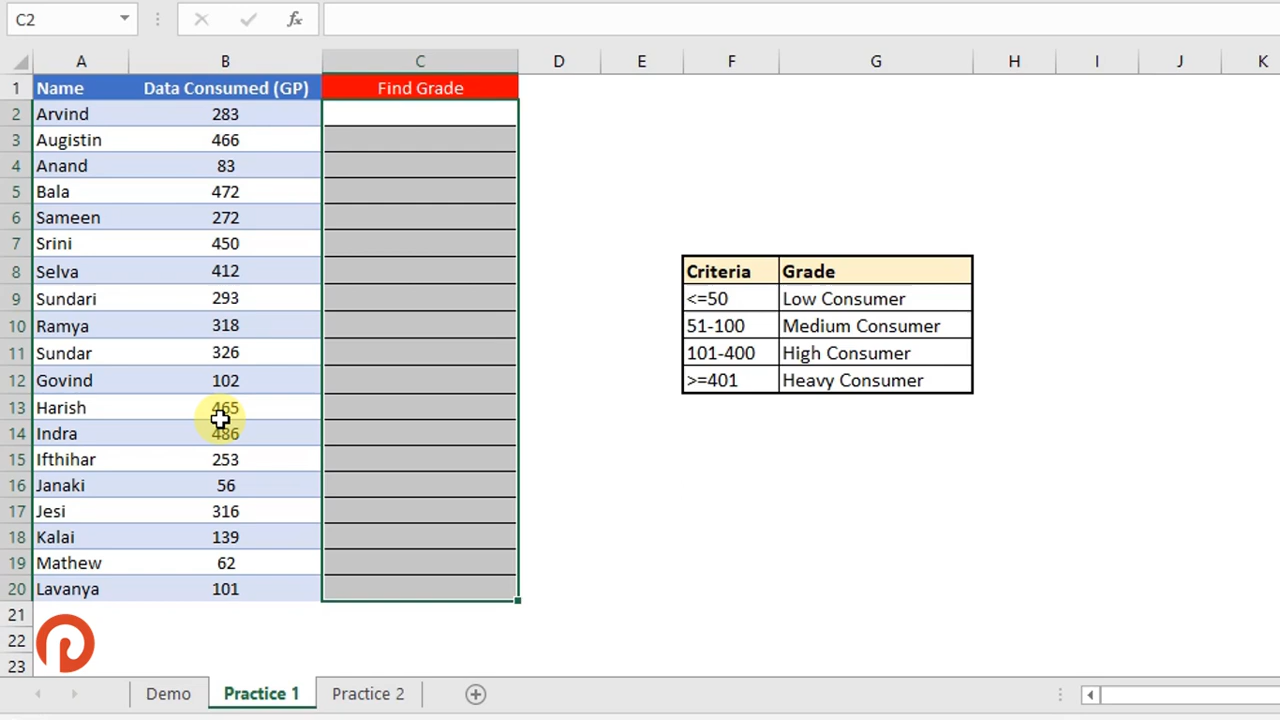 C2 fx
A B C D E F G H I J K
1 Name Data Consumed (GP) Find Grade
2 Arvind 283
3 Augistin 466
4 Anand 83
5 Bala 472
6 Sameen 272
7 Srini 450
8 Selva 412 Criteria Grade
9 Sundari 293 <=50 Low Consumer
10 Ramya 318 51-100 Medium Consumer
11 Sundar 326 101-400 High Consumer
12 Govind 102 >=401 Heavy Consumer
13 Harish 465
14 Indra 486
15 Ifthihar 253
16 Janaki 56
17 Jesi 316
18 Kalai 139
19 Mathew 62
20 Lavanya 101
21
22
23
Demo Practice 1 Practice 2